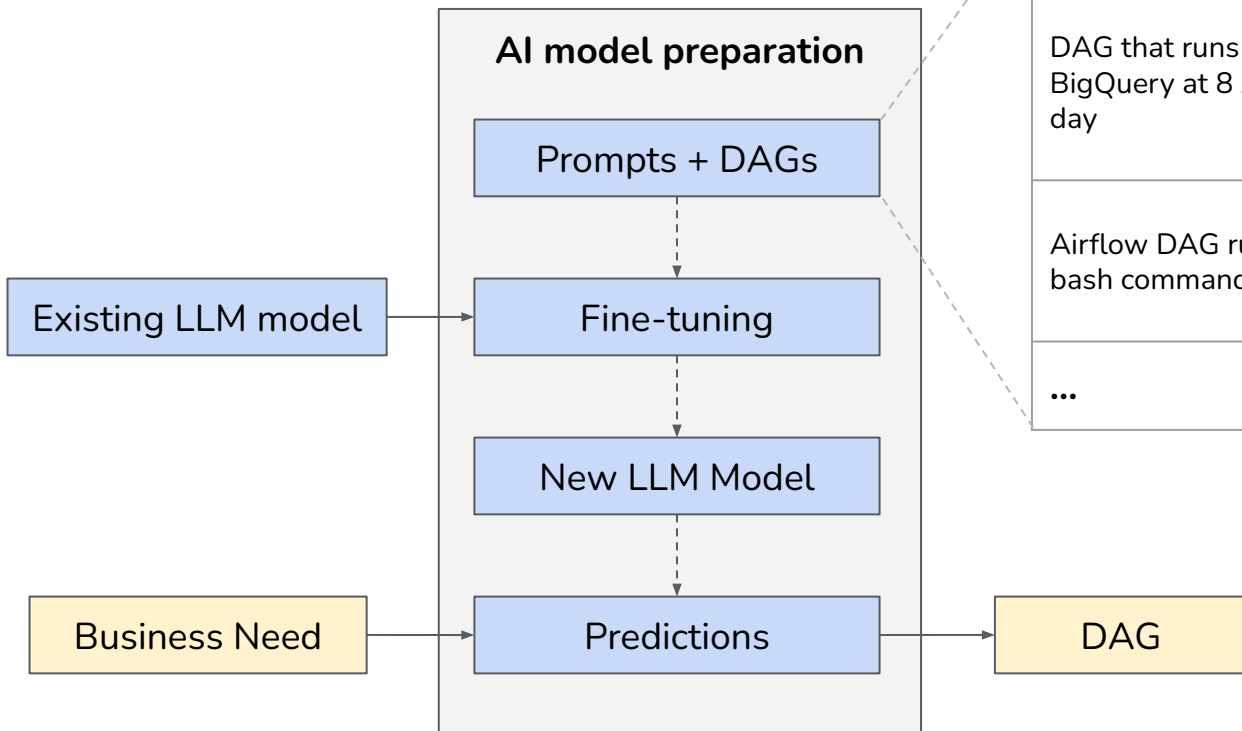 AI model preparation
Prompts + DAGs
Existing LLM model
Fine-tuning
New LLM Model
Business Need
Predictions
DAG
DAG that runs
BigQuery at 8
day
Airflow DAG
bash
...